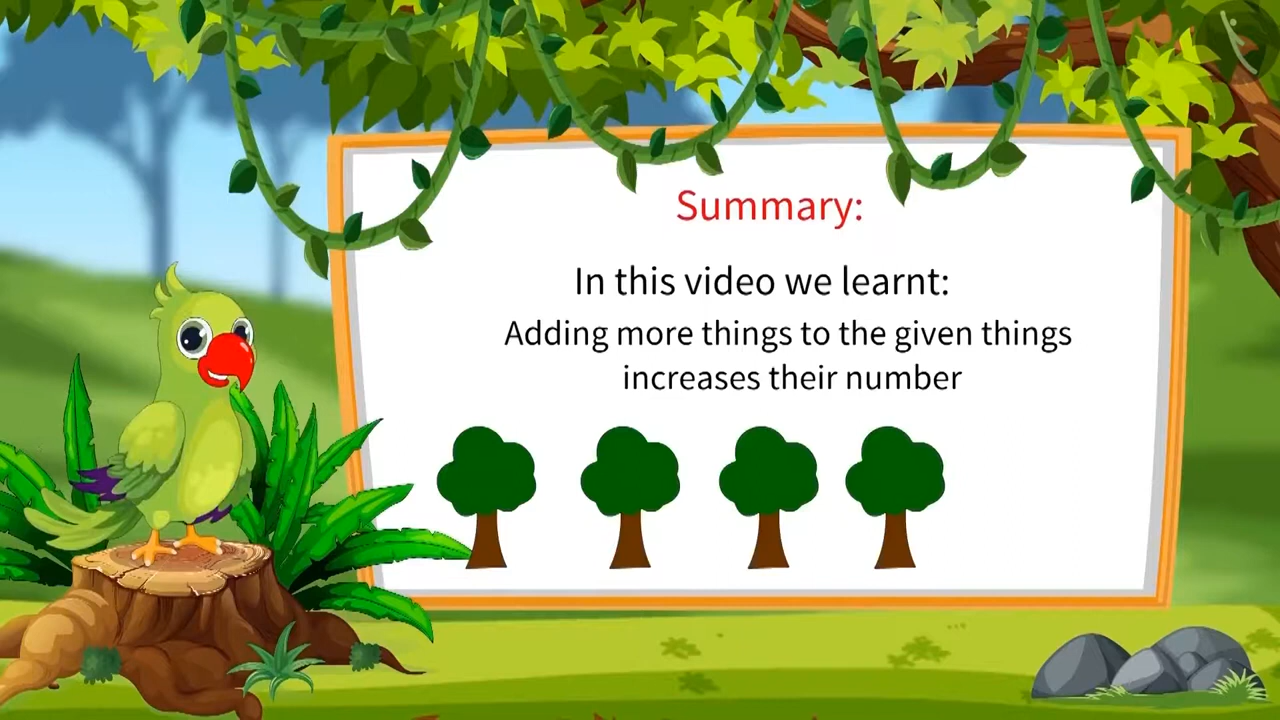 Summary:
In this video we learnt:
Adding more things to the given things
increases their number